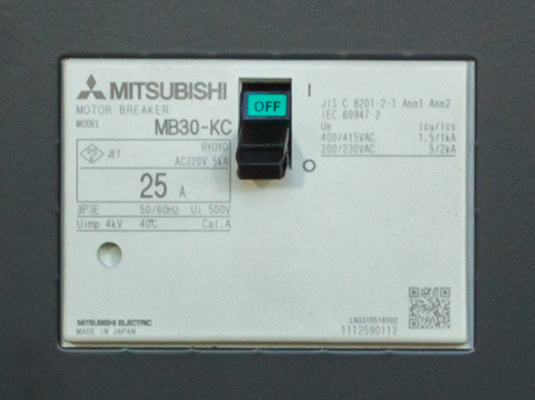 MITSUBISHI
MOTOR BREAKER
MODEL MB30-KC
JET
RYOYO
AC220V 5kA
25 A
3P3E 50/60Hz Ui 500V
Uimp 4kV 40℃ Cat.A
OFF
I
O
JIS C 8201-2-1 Ann1 Ann2
IEC 60947-2
Ue Icu/Ics
400/415VAC 1.5/1kA
200/230VAC 5/2kA
MITSUBISHI ELECTRIC
MADE IN JAPAN
1112590112